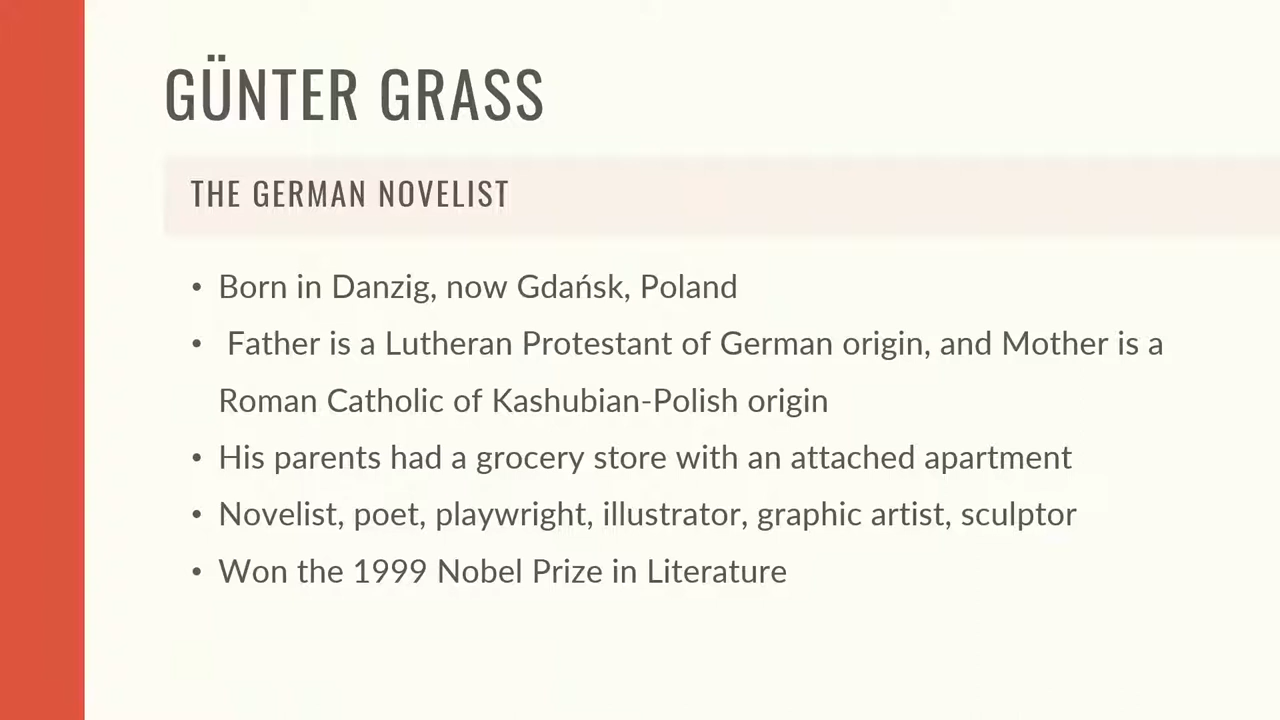 GÜNTER GRASS
THE GERMAN NOVELIST
• Born in Danzig, now Gdańsk, Poland
• Father is a Lutheran Protestant of German origin, and Mother is a
Roman Catholic of Kashubian-Polish origin
• His parents had a grocery store with an attached apartment
• Novelist, poet, playwright, illustrator, graphic artist, sculptor
• Won the 1999 Nobel Prize in Literature